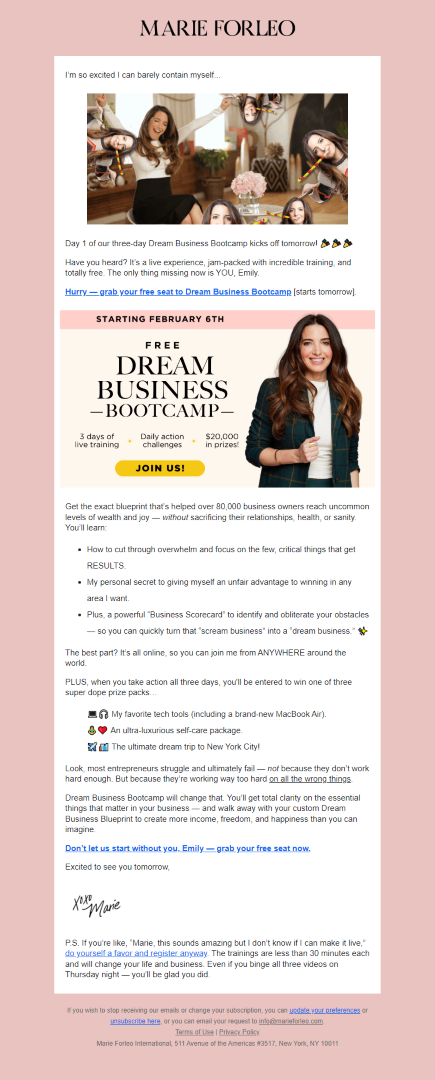 MARIE FORLEO
I'm so excited I can barely contain myself...
Day 1 of our three-day Dream Business Bootcamp kicks off tomorrow! 🎉🎉🎉
Have you heard? It's a live experience, jam-packed with incredible training, and
totally free. The only thing missing now is YOU, Emily.
Hurry — grab your free seat to Dream Business Bootcamp [starts tomorrow].
STARTING FEBRUARY 6TH
FREE
DREAM
BUSINESS
—BOOTCAMP—
3 days of
live training
Daily action
challenges
$20,000
in prizes!
JOIN US!
Get the exact blueprint that's helped over 80,000 business owners reach uncommon
levels of wealth and joy — without sacrificing their relationships, health, or sanity.
You'll learn:
• How to cut through overwhelm and focus on the few, critical things that get
RESULTS.
• My personal secret to giving myself an unfair advantage to winning in any
area I want.
• Plus, a powerful "Business Scorecard" to identify and obliterate your obstacles
— so you can quickly turn that "scream business" into a "dream business." ✨
The best part? It's all online, so you can join me from ANYWHERE around the
world.
PLUS, when you take action all three days, you'll be entered to win one of three
super dope prize packs...
💻🎧 My favorite tech tools (including a brand-new MacBook Air).
❤️ An ultra-luxurious self-care package.
✈️🏙️ The ultimate dream trip to New York City!
Look, most entrepreneurs struggle and ultimately fail — not because they don't work
hard enough. But because they're working way too hard on all the wrong things.
Dream Business Bootcamp will change that. You'll get total clarity on the essential
things that matter in your business — and walk away with your custom Dream
Business Blueprint to create more income, freedom, and happiness than you can
imagine.
Don't let us start without you, Emily — grab your free seat now.
Excited to see you tomorrow,
XOXO
Marie
P.S. If you're like, "Marie, this sounds amazing but I don't know if I can make it live,"
do yourself a favor and register anyway. The trainings are less than 30 minutes each
and will change your life and business. Even if you binge all three videos on
Thursday night — you'll be glad you did.
If you wish to stop receiving our emails or change your subscription, you can update your preferences or
unsubscribe here, or you can email your request to info@marieforleo.com.
Terms of Use | Privacy Policy
Marie Forleo International, 511 Avenue of the Americas #3517, New York, NY 10011